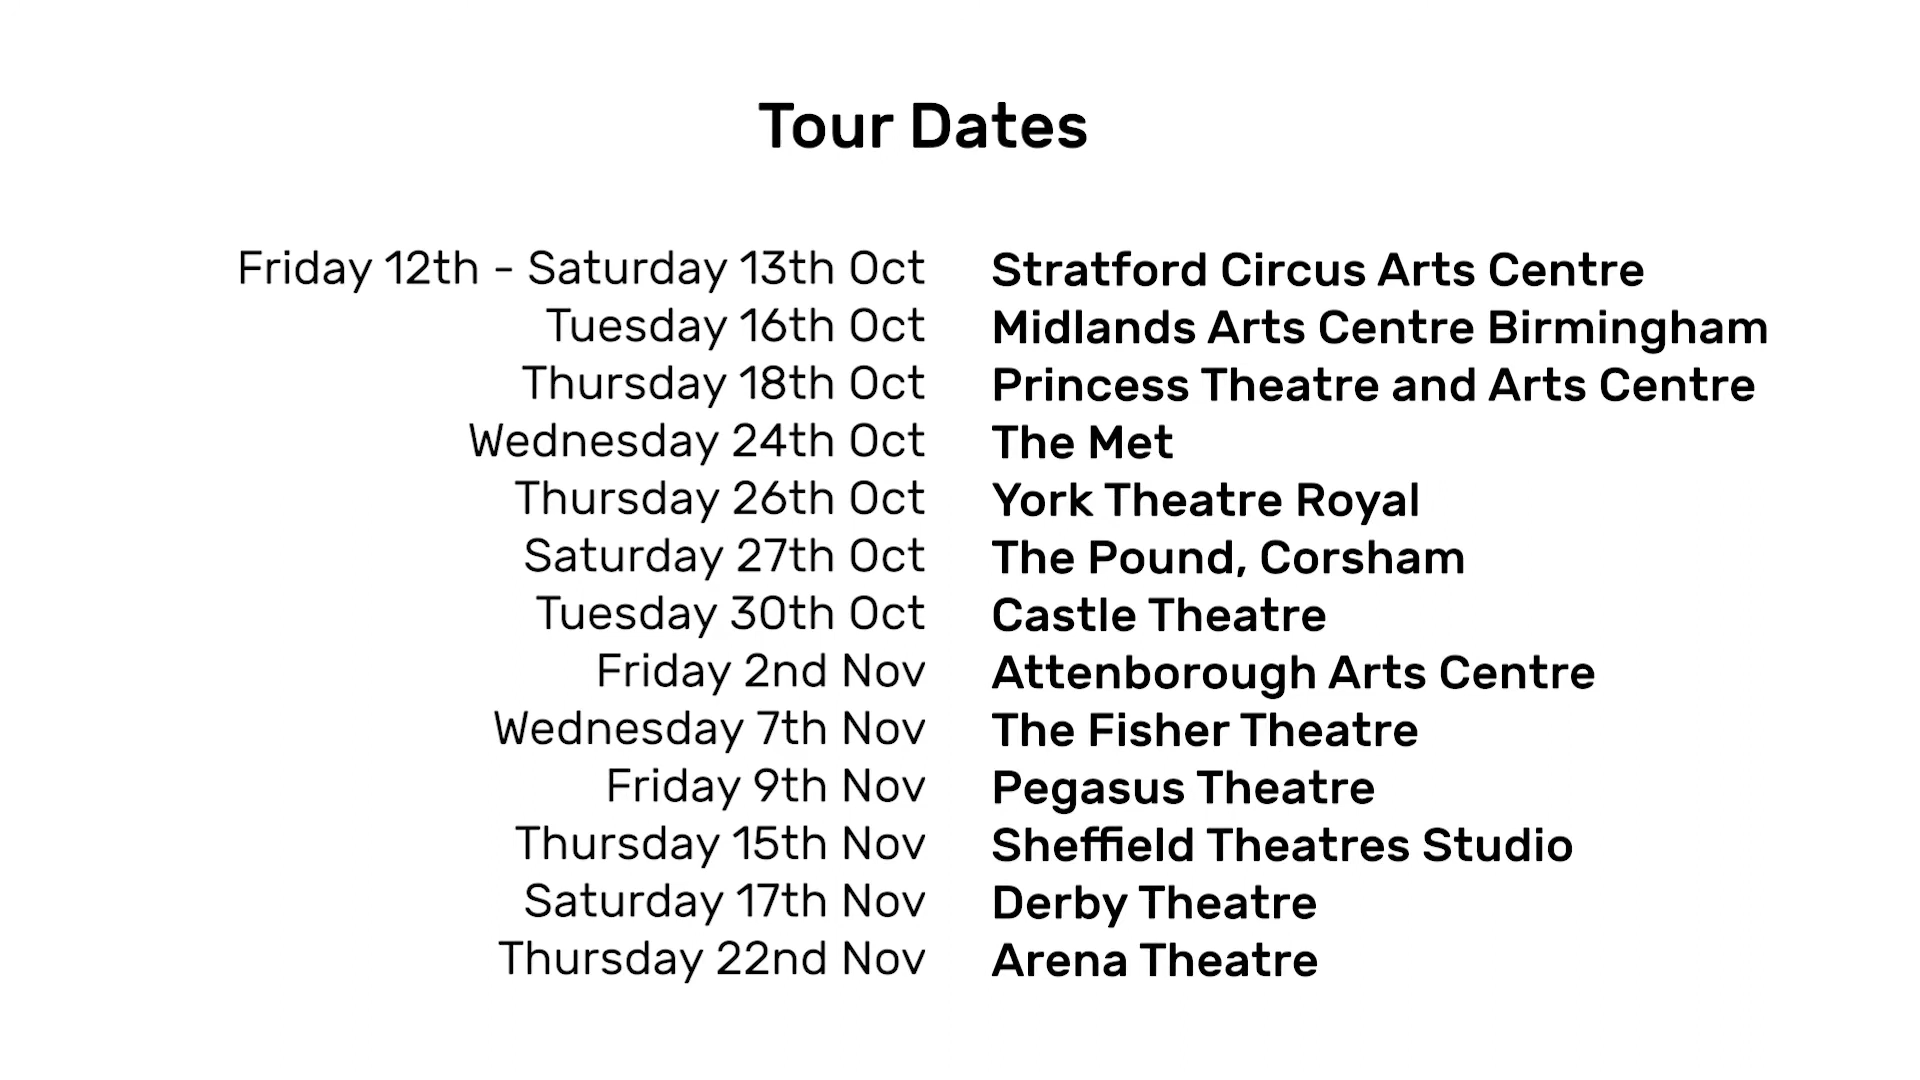 Tour Dates
Friday 12th - Saturday 13th Oct Stratford Circus Arts Centre
Tuesday 16th Oct Midlands Arts Centre Birmingham
Thursday 18th Oct Princess Theatre and Arts Centre
Wednesday 24th Oct The Met
Thursday 26th Oct York Theatre Royal
Saturday 27th Oct The Pound, Corsham
Tuesday 30th Oct Castle Theatre
Friday 2nd Nov Attenborough Arts Centre
Wednesday 7th Nov The Fisher Theatre
Friday 9th Nov Pegasus Theatre
Thursday 15th Nov Sheffield Theatres Studio
Saturday 17th Nov Derby Theatre
Thursday 22nd Nov Arena Theatre